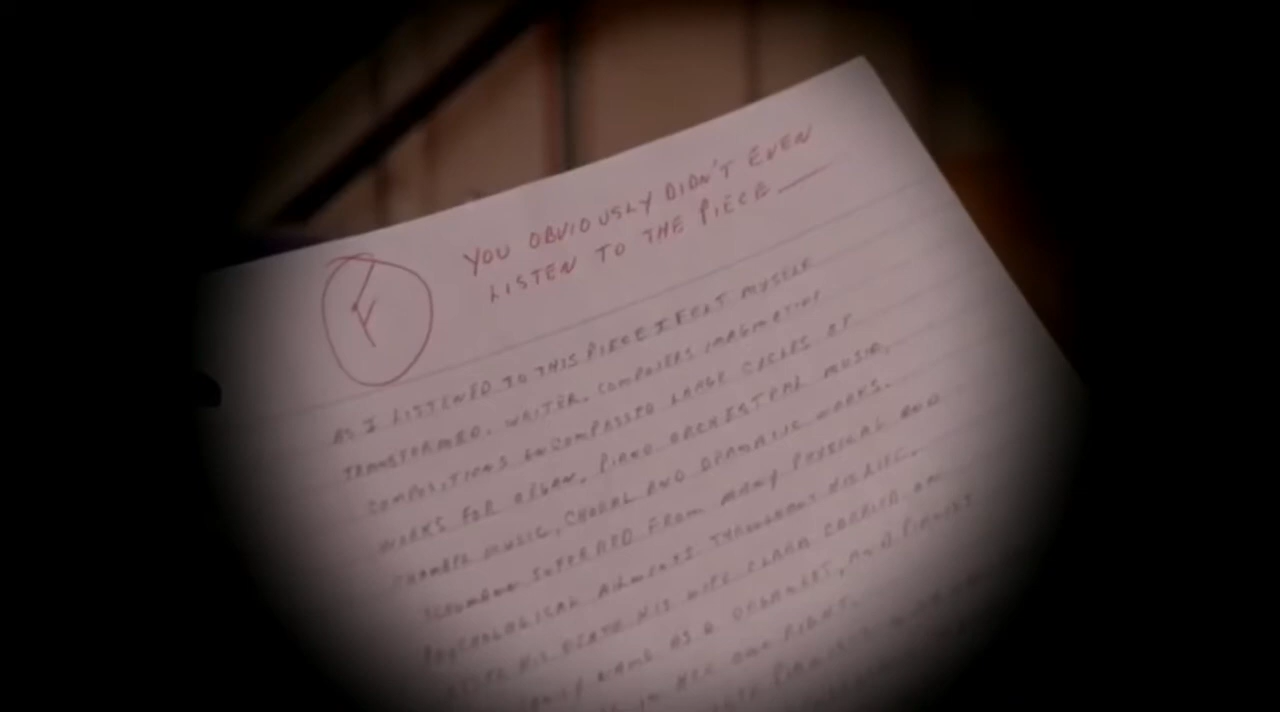 F
YOU OBVIOUSLY DIDN'T EVEN
LISTEN TO THE PIECE —
AS I LISTENED TO THIS PIECE I FELT MYSELF
TRANSFORMED. WRITER, COMPOSERS IMAGINATIVE
COMPOSITIONS ENCOMPASSED LARGE CYCLES OF
WORKS FOR ORGAN, PIANO ORCHESTRAL MUSIC,
CHAMBER MUSIC, CHORAL AND DRAMATIC WORKS.
SCHUMANN SUFFERED FROM MANY PHYSICAL AND
PSYCHOLOGICAL AILMENTS THROUGHOUT HIS LIFE.
HIS DEATH HIS WIFE CLARA CARRIED ON
NAME AS A ORGANIST, AND PIANIST
IN HER OWN RIGHT.